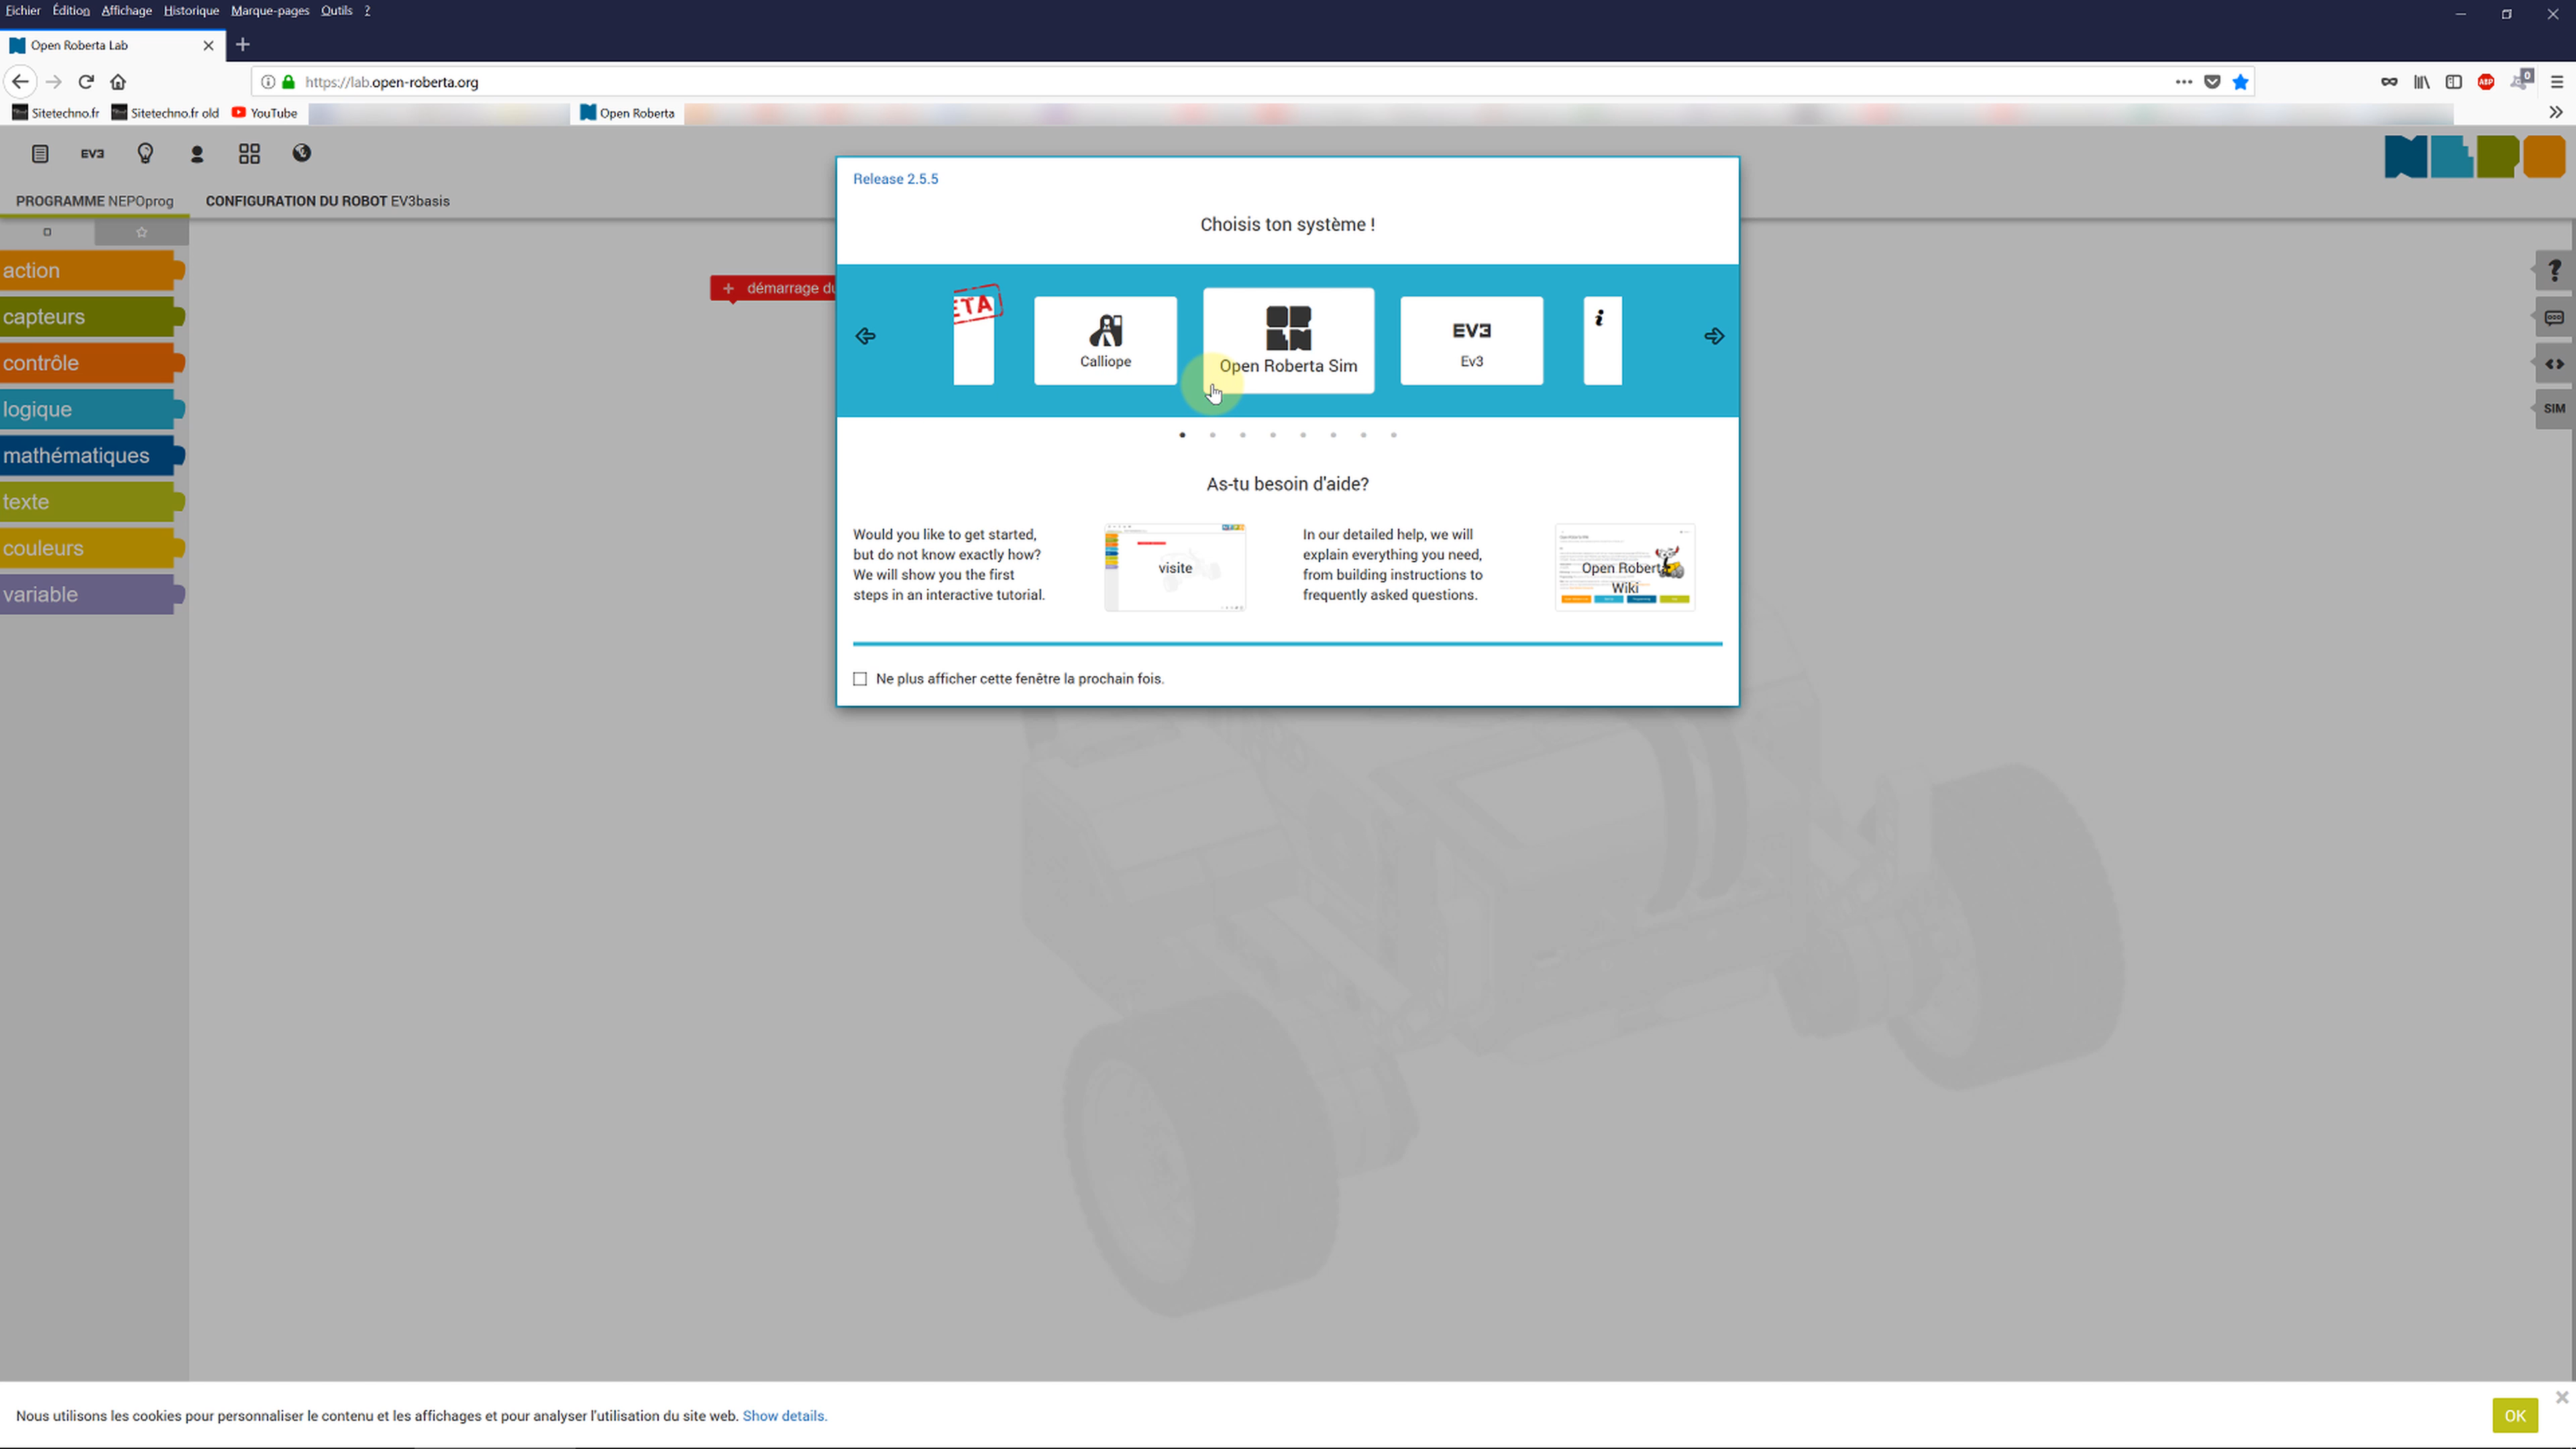 Fichier Édition Affichage Historique Marque-pages Outils ?
Open Roberta Lab
https://lab.open-roberta.org
ABP
0
Sitetechno.fr Sitetechno.fr old YouTube Open Roberta
EV3
PROGRAMME NEPOprog CONFIGURATION DU ROBOT EV3basis
action
capteurs
contrôle
logique
mathématiques
texte
couleurs
variable
+ démarrage du
Release 2.5.5
Choisis ton système !
ETA
Calliope
Open Roberta Sim
EV3
Ev3
i
As-tu besoin d'aide?
Would you like to get started,
but do not know exactly how?
We will show you the first
steps in an interactive tutorial.
visite
In our detailed help, we will
explain everything you need,
from building instructions to
frequently asked questions.
Open Roberta
Wiki
Ne plus afficher cette fenêtre la prochain fois.
?
SIM
Nous utilisons les cookies pour personnaliser le contenu et les affichages et pour analyser l'utilisation du site web. Show details.
OK